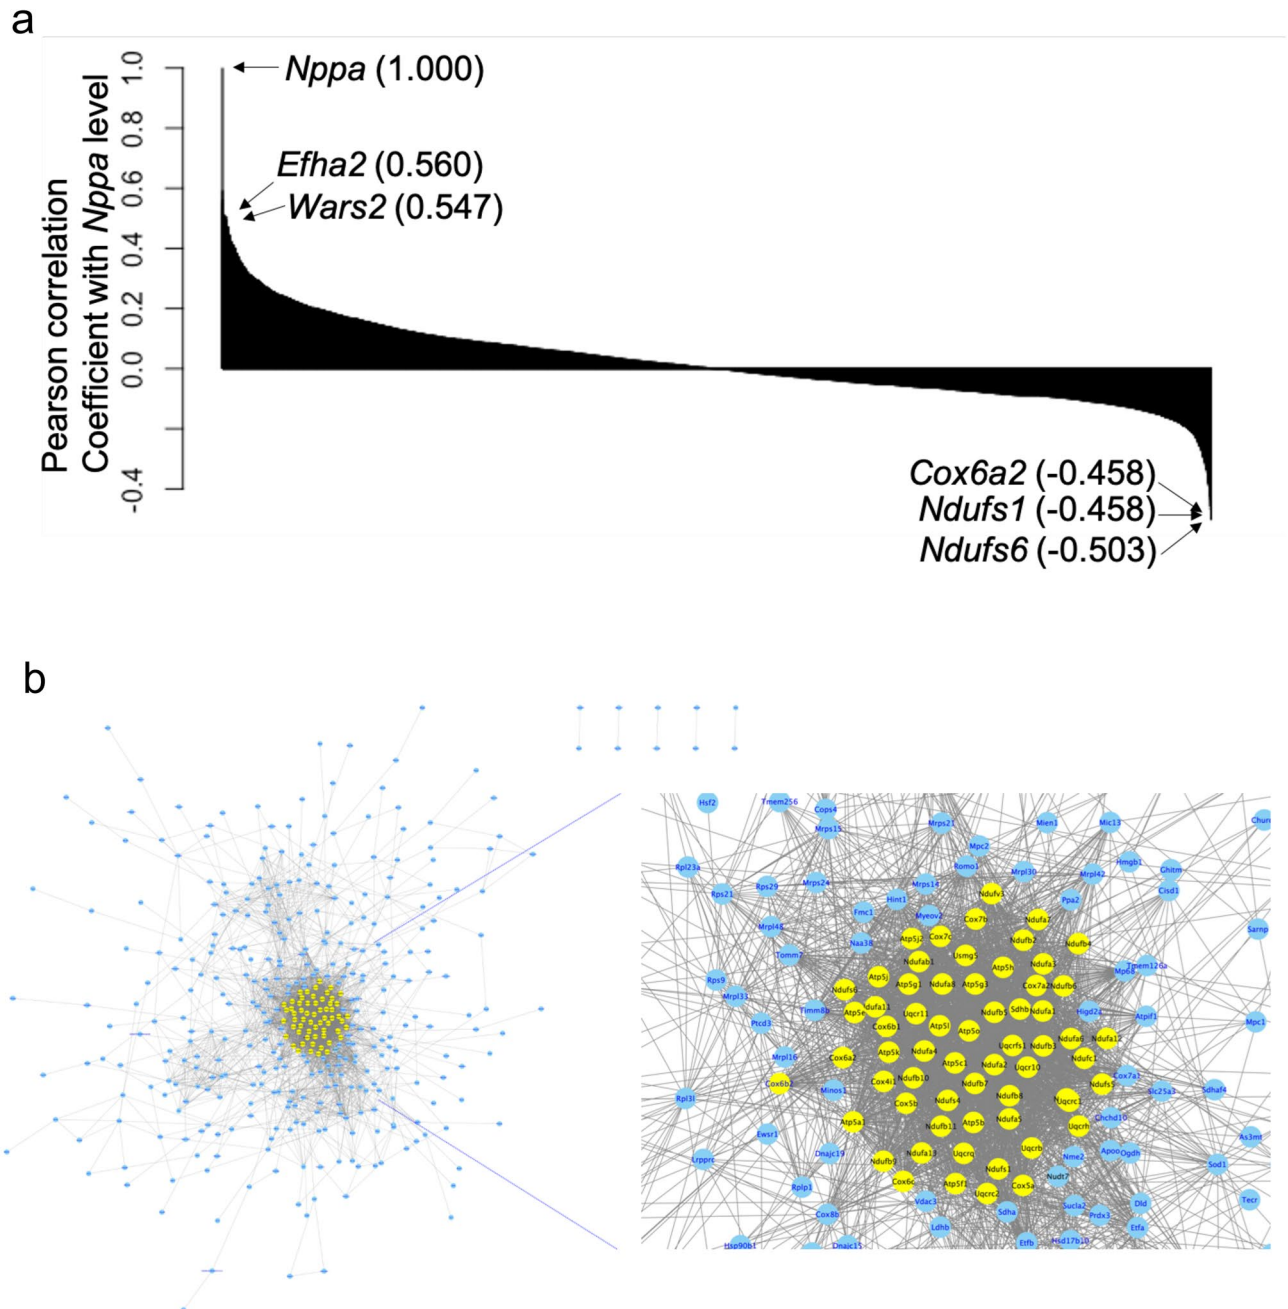 a
Pearson correlation
Coefficient with Nppa level
1.0
0.8
0.6
0.4
0.2
0.0
-0.4
Nppa (1.000)
Efha2 (0.560)
Wars2 (0.547)
Cox6a2 (-0.458)
Ndufs1 (-0.458)
Ndufs6 (-0.503)
b
Hsf2
Tmem256
Cops4
Mrps15
Mrps21
Mien1
Mic13
Mpc2
Romo1
Mrpl30
Mrpl42
Hmgb1
Ghitm
Cisd1
Rpl23a
Rps21
Rps29
Mrps24
Mrps14
Hint1
Ndufv3
Ppa2
Fmc1
Myeov2
Cox7b
Ndufa7
Sarnp
Mrpl48
Naa38
Atp5j2
Cox7c
Ndufb2
Ndufb4
Tomm7
Usmg5
Ndufab1
Atp5h
Ndufa3
Mp68
Tmem126a
Rps9
Atp5j
Atp5g1
Ndufa8
Atp5g3
Cox7a2
Ndufb6
Mrpl33
Ndufs6
Timm8b
Atp5e
Ndufa11
Uqcr11
Ndufb5
Sdhb
Ndufa1
Higd2a
Atpif1
Mpc1
Ptcd3
Cox6b1
Atp5l
Atp5o
Ndufa6
Ndufa12
Mrpl16
Cox6a2
Atp5k
Ndufa4
Uqcrfs1
Ndufb3
Ndufc1
Atp5c1
Ndufa2
Uqcr10
Cox6b2
Minos1
Cox4i1
Ndufb10
Ndufb7
Cox7a1
Ndufs5
Slc25a3
Sdhaf4
Rpl3l
Cox5b
Ndufs4
Ndufb8
Uqcrc1
Atp5a1
Ndufb11
Atp5b
Ndufa5
Chchd10
Uqcrh
Ewsr1
As3mt
Lrpprc
Dnajc19
Ndufb9
Ndufa13
Uqcrq
Uqcrb
Nme2
Apoo
Ogdh
Sod1
Ndufs1
Nudt7
Rplp1
Cox6c
Atp5f1
Uqcrc2
Cox5a
Tecr
Cox8b
Vdac3
Sdha
Sucla2
Prdx3
Dld
Ldhb
Etfa
Hsp90b1
Dnajc15
Etfb
Hsd17b10